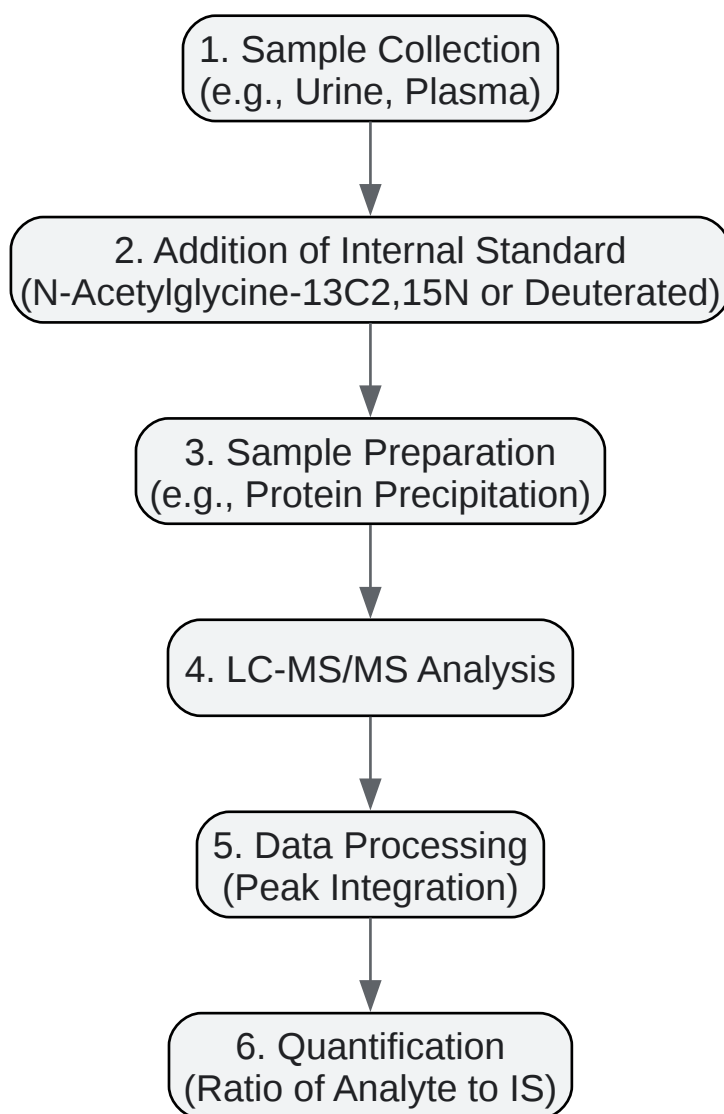 1. Sample Collection
(e.g., Urine, Plasma)
2. Addition of Internal Standard
(N-Acetylglycine-13C2,15N or Deuterated)
3. Sample Preparation
(e.g., Protein Precipitation)
4. LC-MS/MS Analysis
5. Data Processing
(Peak Integration)
6. Quantification
(Ratio of Analyte to IS)